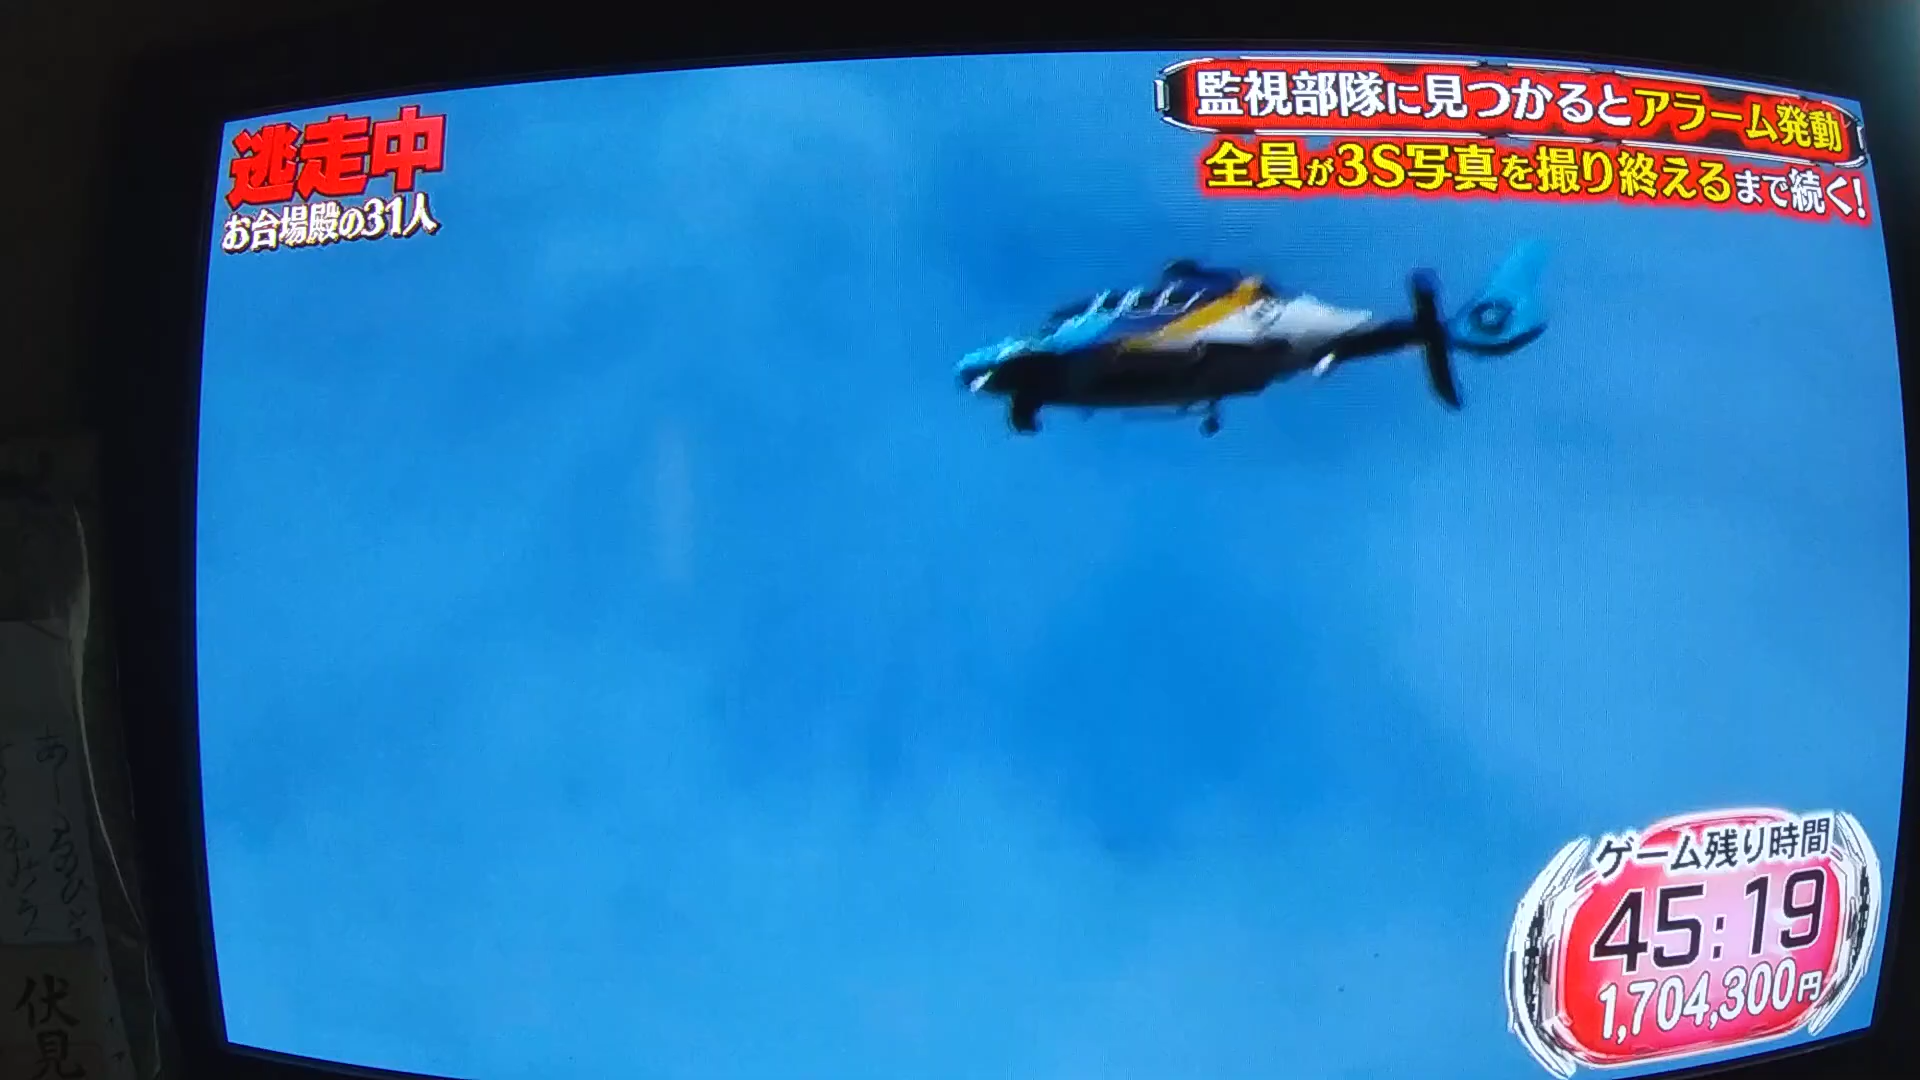 逃走中
お台場殿の31人
監視部隊に見つかるとアラーム発動
全員が3S写真を撮り終えるまで続く!
ゲーム残り時間
45:19
1,704,300円
伏見